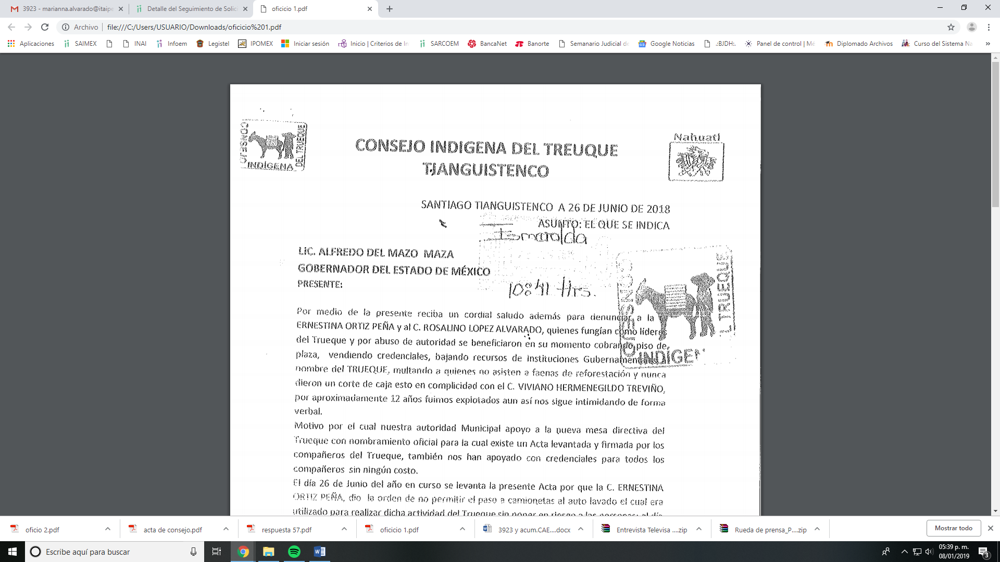 3923 - marianna.alvarado@itaipe
Detalle del Seguimiento de Solici
oficicio 1.pdf
Archivo
file:///C:/Users/USUARIO/Downloads/oficicio%201.pdf
Aplicaciones
SAIMEX
INAI
Infoem
Legistel
IPOMEX
Iniciar sesión
Inicio | Criterios de In
SARCOEM
BancaNet
Banorte
Semanario Judicial de
Google Noticias
.:BJDH:.
Panel de control | Mé
Diplomado Archivos
Curso del Sistema Na
CONSEJO
INDÍGENA
DEL TRUEQUE
CONSEJO INDIGENA DEL TREUQUE
TIANGUISTENCO
Nahuatl
SANTIAGO TIANGUISTENCO A 26 DE JUNIO DE 2018
ASUNTO: EL QUE SE INDICA
Esmeralda
LIC. ALFREDO DEL MAZO MAZA
GOBERNADOR DEL ESTADO DE MÉXICO
PRESENTE:
10:41 Hrs.
CONSEJO
INDÍGEN
L TRUEQUE
Por medio de la presente reciba un cordial saludo además para denunciar a la
ERNESTINA ORTIZ PEÑA y al C. ROSALINO LOPEZ ALVARADO, quienes fungían como líderes
del Trueque y por abuso de autoridad se beneficiaron en su momento cobrando piso de
plaza, vendiendo credenciales, bajando recursos de Instituciones Gubernamentales a
nombre del TRUEQUE, multando a quienes no asisten a faenas de reforestación y nunca
dieron un corte de caja esto en complicidad con el C. VIVIANO HERMENEGILDO TREVIÑO,
por aproximadamente 12 años fuimos explotados aun así nos sigue intimidando de forma
verbal.
Motivo por el cual nuestra autoridad Municipal apoyo a la nueva mesa directiva del
Trueque con nombramiento oficial para la cual existe un Acta levantada y firmada por los
compañeros del Trueque, también nos han apoyado con credenciales para todos los
compañeros sin ningún costo.
El día 26 de Junio del año en curso se levanta la presente Acta por que la C. ERNESTINA
ORTIZ PEÑA, dio la orden de no permitir el paso a camionetas al auto lavado el cual era
utilizado para realizar dicha actividad del Trueque sin poner en riesgo a las personas; el día
oficio 2.pdf
acta de consejo.pdf
respuesta 57.pdf
oficicio 1.pdf
3923 y acum.CAE....docx
Entrevista Televisa ....zip
Rueda de prensa_P....zip
Mostrar todo
Escribe aquí para buscar
05:39 p. m.
08/01/2019
3